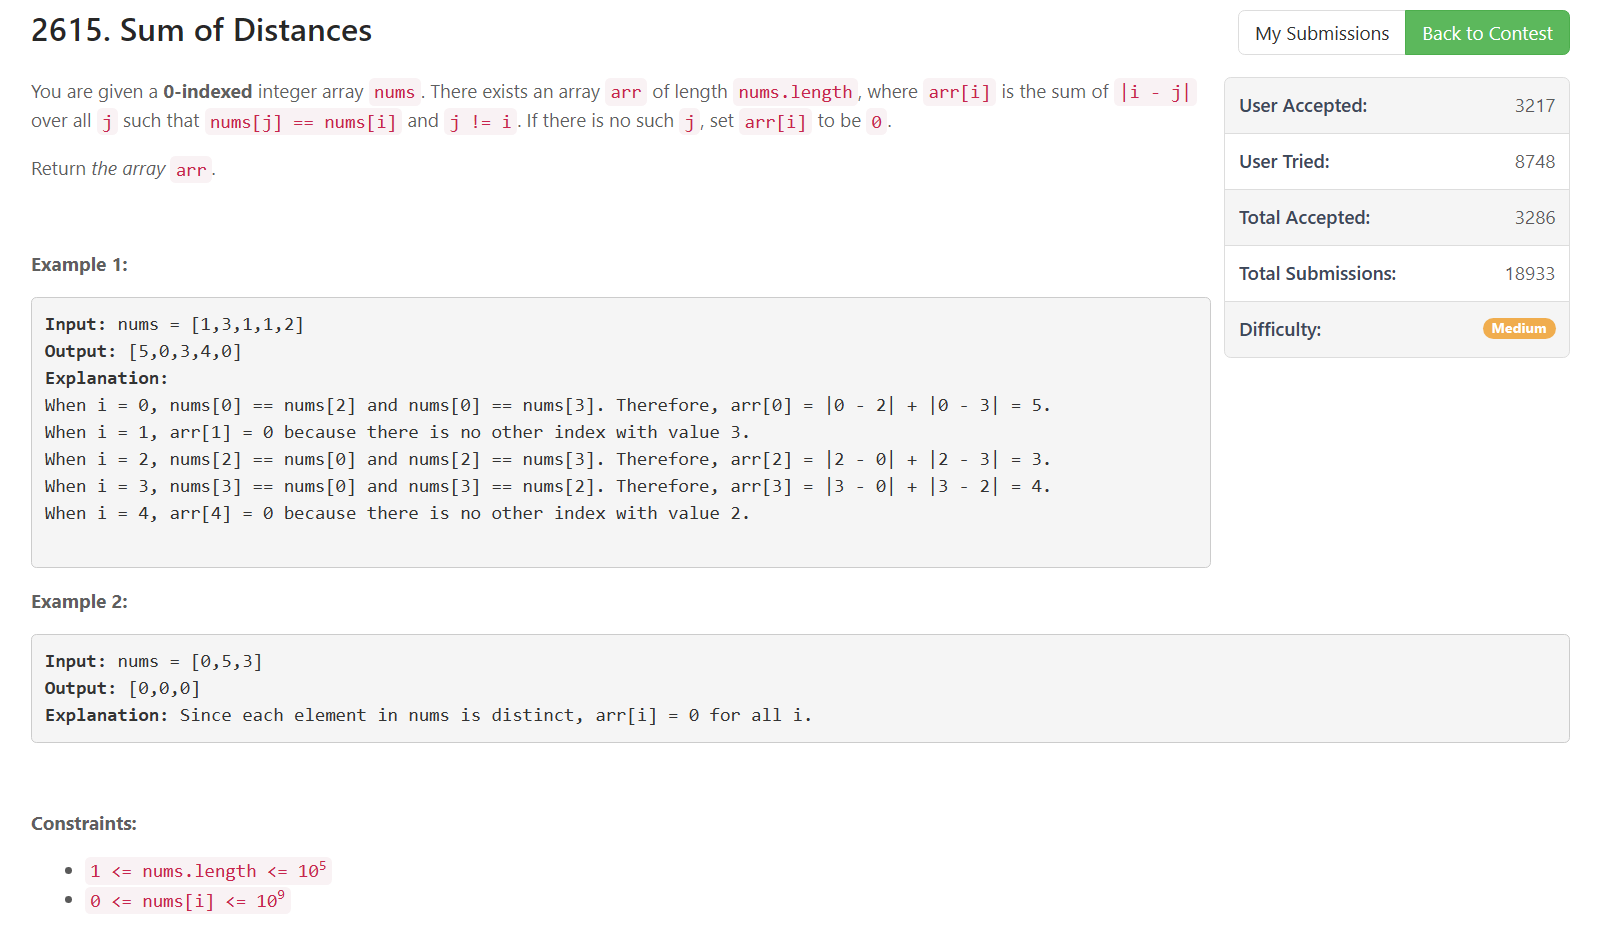 2615. Sum of Distances
My Submissions
Back to Contest
You are given a 0-indexed integer array nums . There exists an array arr of length nums.length , where arr[i] is the sum of |i - j|
over all j such that nums[j] == nums[i] and j != i . If there is no such j , set arr[i] to be 0 .
Return the array arr .
User Accepted: 3217
User Tried: 8748
Total Accepted: 3286
Total Submissions: 18933
Difficulty: Medium
Example 1:
Input: nums = [1,3,1,1,2]
Output: [5,0,3,4,0]
Explanation:
When i = 0, nums[0] == nums[2] and nums[0] == nums[3]. Therefore, arr[0] = |0 - 2| + |0 - 3| = 5.
When i = 1, arr[1] = 0 because there is no other index with value 3.
When i = 2, nums[2] == nums[0] and nums[2] == nums[3]. Therefore, arr[2] = |2 - 0| + |2 - 3| = 3.
When i = 3, nums[3] == nums[0] and nums[3] == nums[2]. Therefore, arr[3] = |3 - 0| + |3 - 2| = 4.
When i = 4, arr[4] = 0 because there is no other index with value 2.
Example 2:
Input: nums = [0,5,3]
Output: [0,0,0]
Explanation: Since each element in nums is distinct, arr[i] = 0 for all i.
Constraints:
• 1 <= nums.length <= 10⁵
• 0 <= nums[i] <= 10⁹